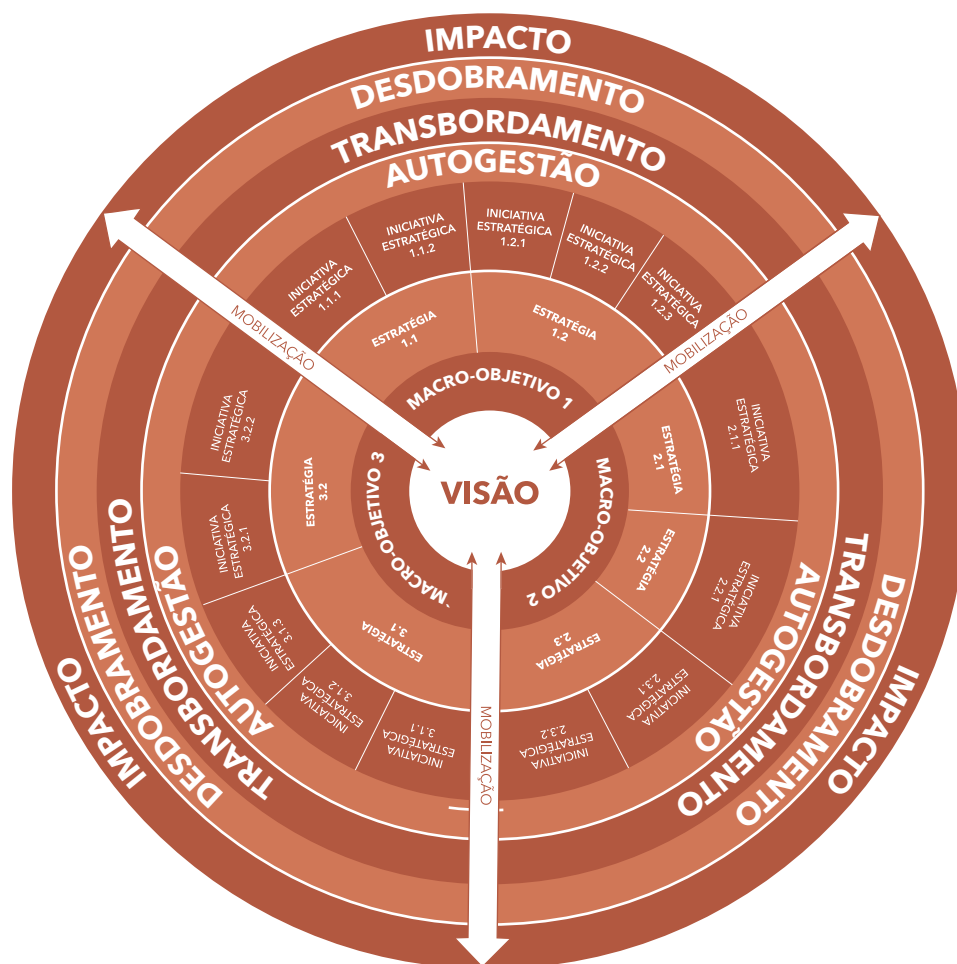 IMPACTO
DESDOBRAMENTO
TRANSBORDAMENTO
AUTOGESTÃO
INICIATIVA
ESTRATÉGICA
1.1.1
INICIATIVA
ESTRATÉGICA
1.1.2
INICIATIVA
ESTRATÉGICA
1.2.1
INICIATIVA
ESTRATÉGICA
1.2.2
INICIATIVA
ESTRATÉGICA
1.2.3
ESTRATÉGIA
1.1
ESTRATÉGIA
1.2
MACRO-OBJETIVO 1
MOBILIZAÇÃO
MOBILIZAÇÃO
VISÃO
MACRO-OBJETIVO 2
ESTRATÉGIA
2.1
ESTRATÉGIA
2.2
ESTRATÉGIA
2.3
INICIATIVA
ESTRATÉGICA
2.1.1
INICIATIVA
ESTRATÉGICA
2.2.1
INICIATIVA
ESTRATÉGICA
2.3.1
INICIATIVA
ESTRATÉGICA
2.3.2
AUTOGESTÃO
TRANSBORDAMENTO
DESDOBRAMENTO
IMPACTO
MOBILIZAÇÃO
`MACRO-OBJETIVO 3
ESTRATÉGIA
3.1
ESTRATÉGIA
3.2
INICIATIVA
ESTRATÉGICA
3.1.1
INICIATIVA
ESTRATÉGICA
3.1.2
INICIATIVA
ESTRATÉGICA
3.1.3
INICIATIVA
ESTRATÉGICA
3.2.1
INICIATIVA
ESTRATÉGICA
3.2.2
AUTOGESTÃO
TRANSBORDAMENTO
DESDOBRAMENTO
IMPACTO